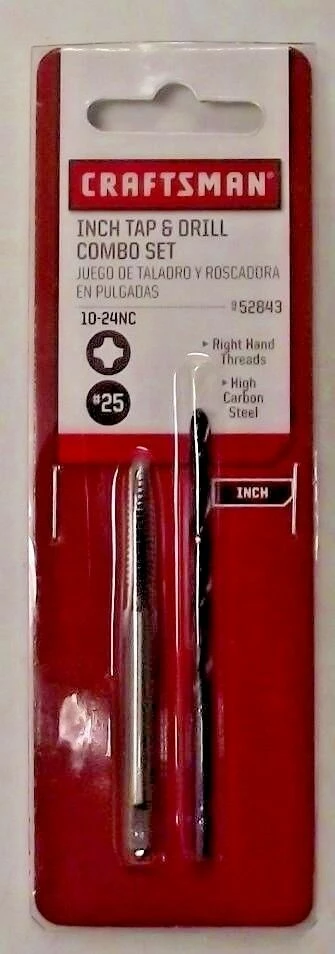 CRAFTSMAN®
INCH TAP & DRILL
COMBO SET
JUEGO DE TALADRO Y ROSCADORA
EN PULGADAS
952843
10-24NC
▸ Right Hand
Threads
#25
▸ High
Carbon
Steel
INCH